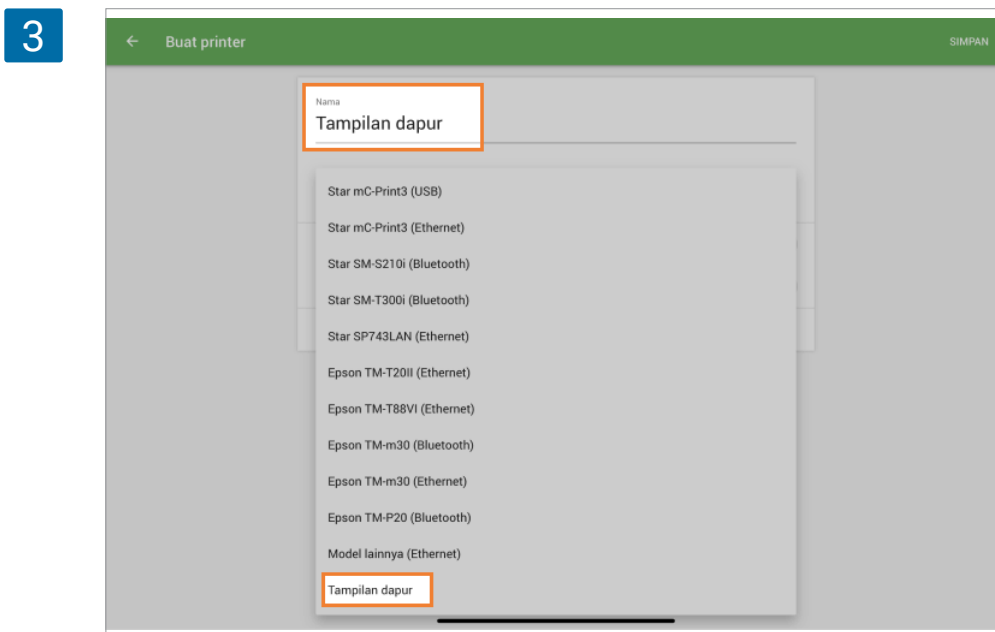 3
Buat printer
SIMPAN
Nama
Tampilan dapur
Star mC-Print3 (USB)
Star mC-Print3 (Ethernet)
Star SM-S210i (Bluetooth)
Star SM-T300i (Bluetooth)
Star SP743LAN (Ethernet)
Epson TM-T20II (Ethernet)
Epson TM-T88VI (Ethernet)
Epson TM-m30 (Bluetooth)
Epson TM-m30 (Ethernet)
Epson TM-P20 (Bluetooth)
Model lainnya (Ethernet)
Tampilan dapur